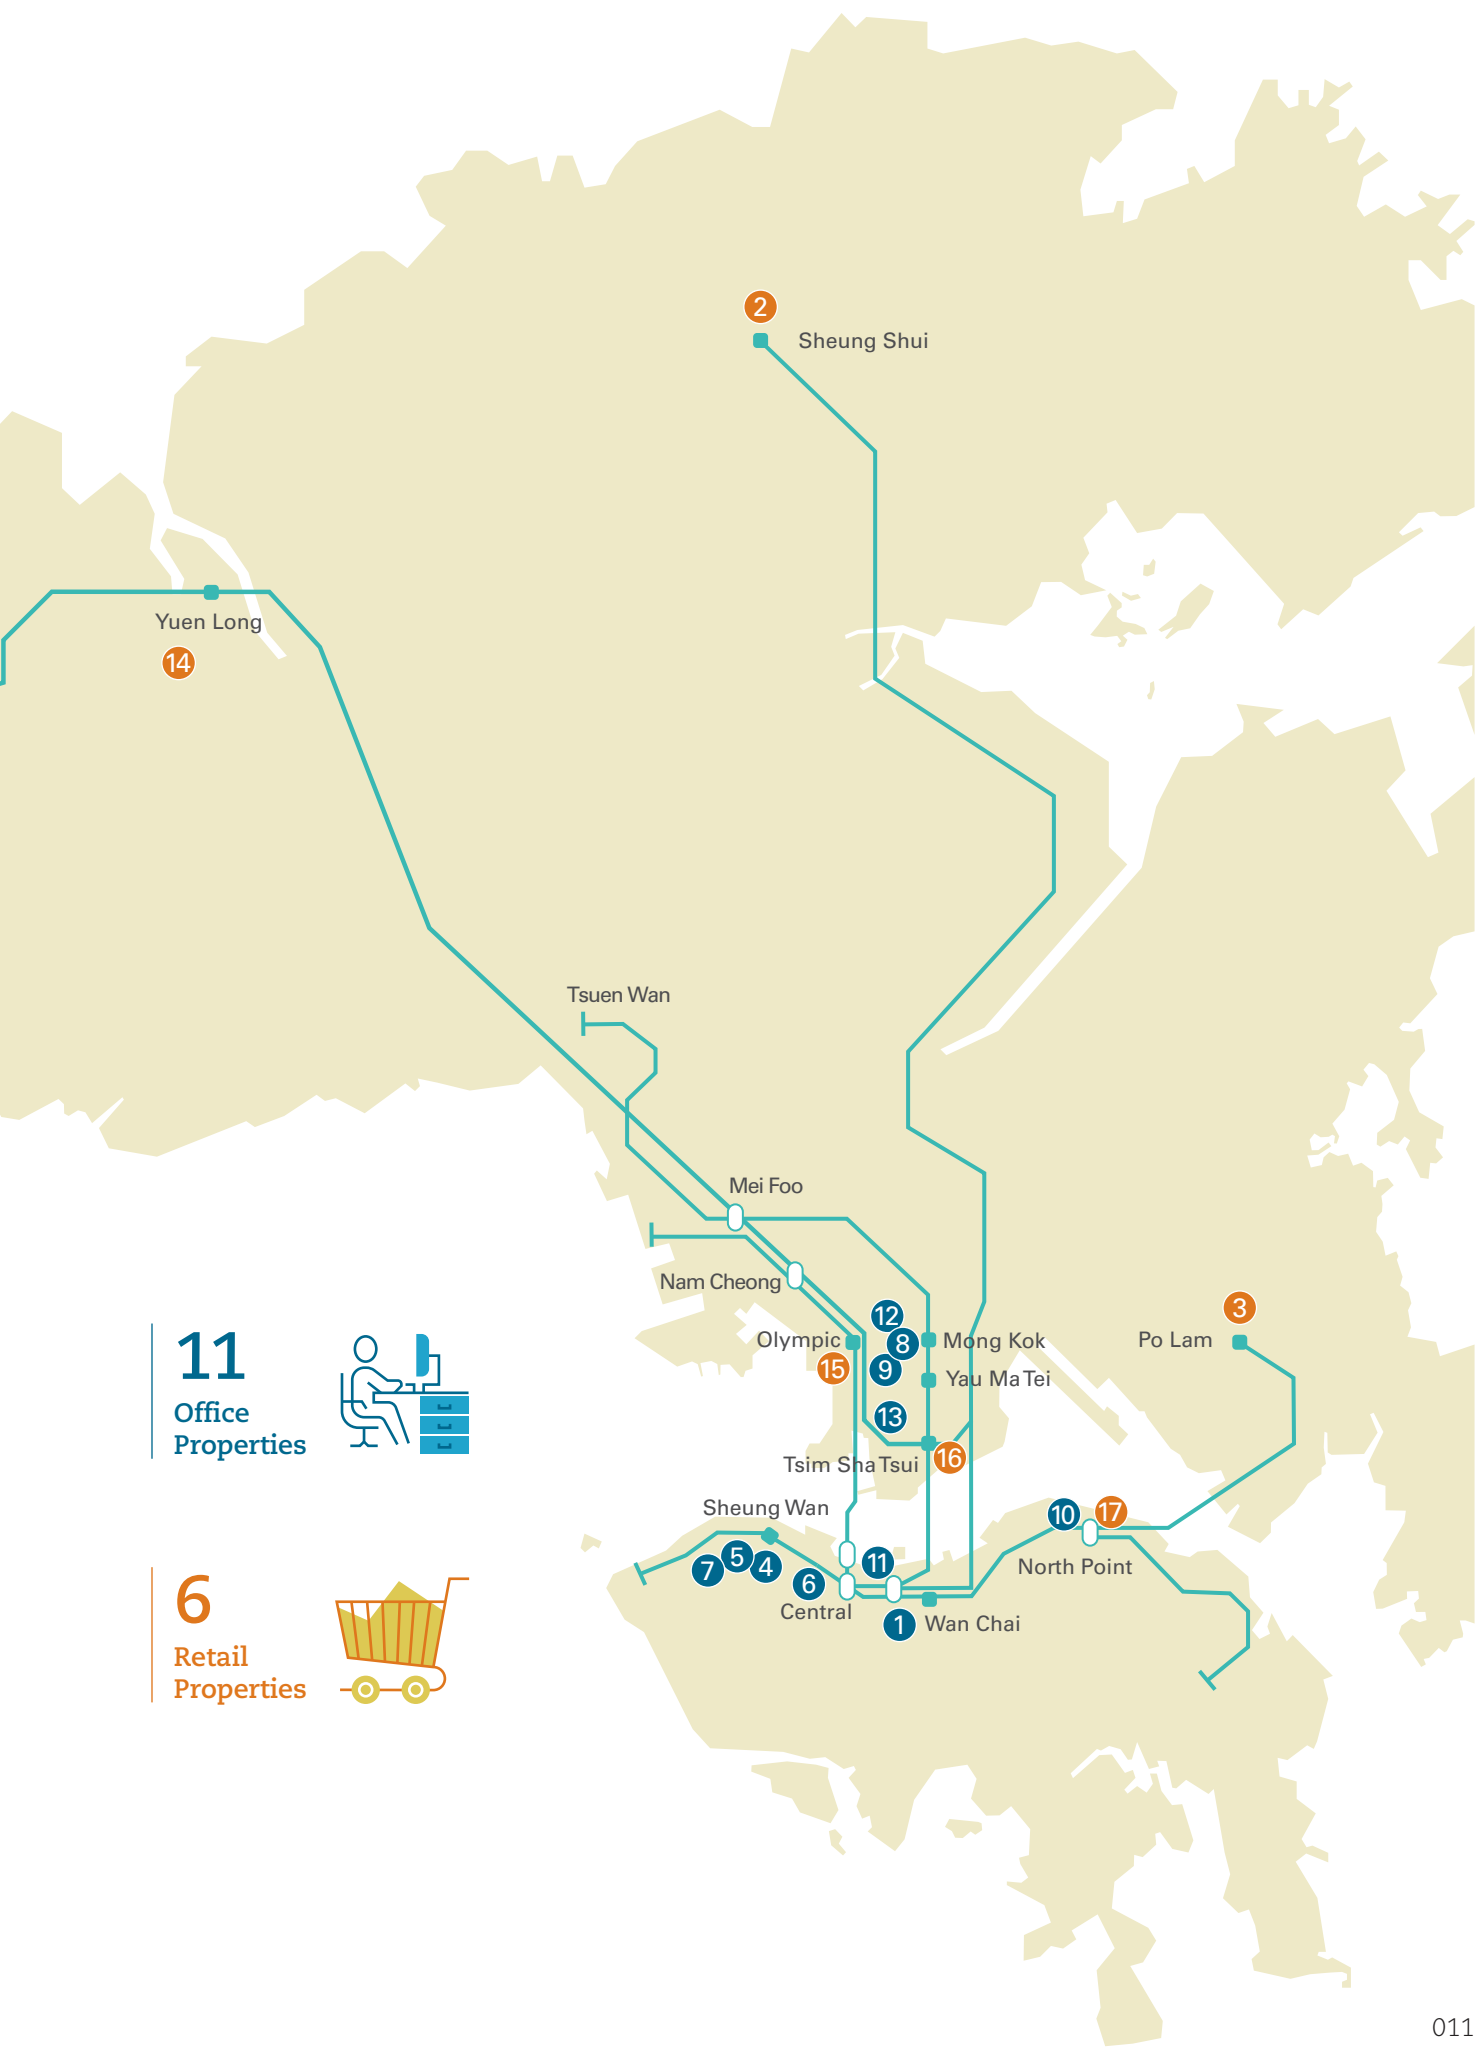 2
Sheung Shui
Yuen Long
14
Tsuen Wan
Mei Foo
Nam Cheong
12
3
Olympic
8
Mong Kok
Po Lam
15
9
Yau Ma Tei
13
Tsim Sha Tsui
16
Sheung Wan
10
17
7
5
4
6
11
North Point
Central
1
Wan Chai
11
Office
Properties
6
Retail
Properties
011